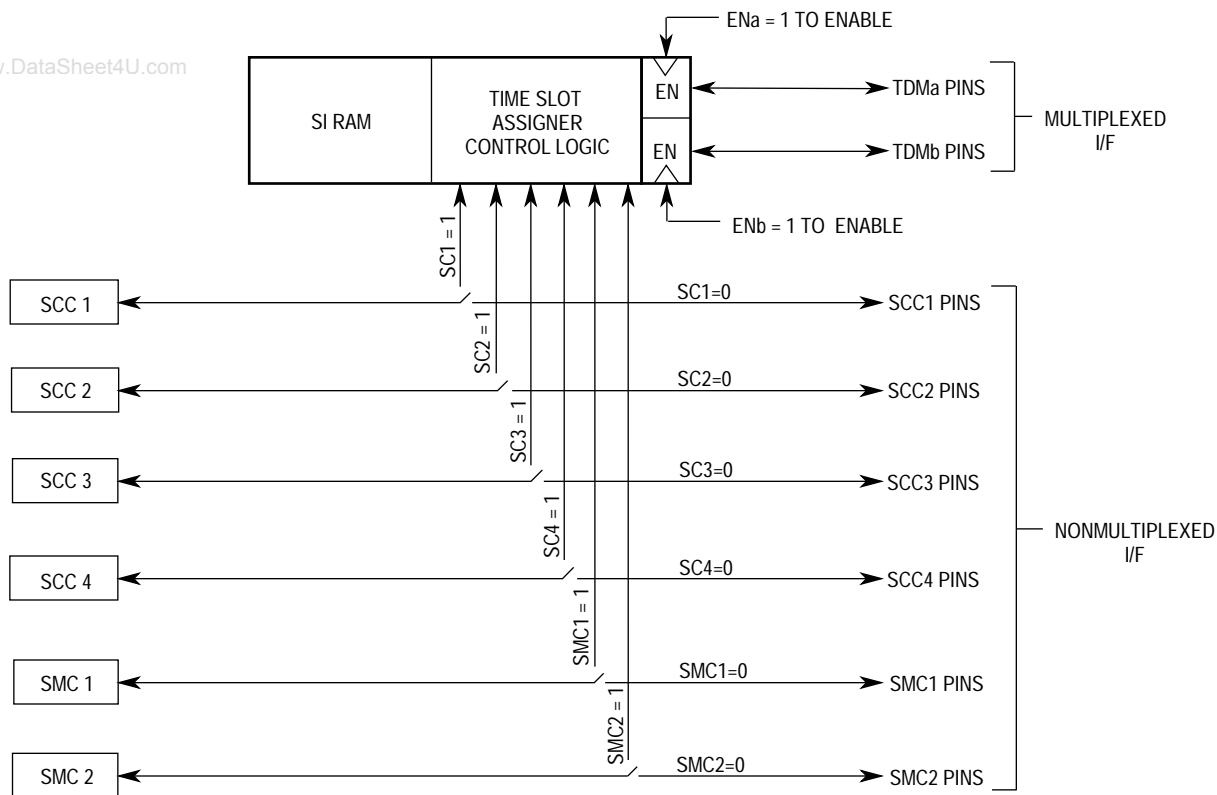 ENa = 1 TO ENABLE
w.DataSheet4U.com
SI RAM
TIME SLOT
ASSIGNER
CONTROL LOGIC
EN
EN
TDMa PINS
TDMb PINS
MULTIPLEXED
I/F
ENb = 1 TO ENABLE
SC1 = 1
SCC 1
SC1=0
SCC1 PINS
SC2 = 1
SCC 2
SC2=0
SCC2 PINS
SC3 = 1
SCC 3
SC3=0
SCC3 PINS
SC4 = 1
NONMULTIPLEXED
I/F
SCC 4
SC4=0
SCC4 PINS
SMC1 = 1
SMC 1
SMC1=0
SMC1 PINS
SMC2 = 1
SMC 2
SMC2=0
SMC2 PINS